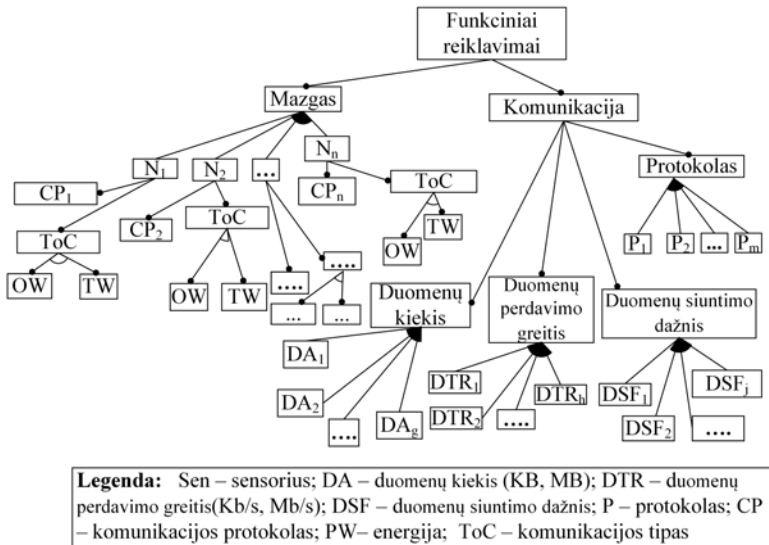 Funkciniai
reiklavimai
Mazgas
Komunikacija
N₁
N₂
...
Nₙ
Protokolas
CP₁
CP₂
CPₙ
ToC
ToC
ToC
P₁
P₂
...
Pₘ
OW
TW
OW
TW
OW
TW
....
....
...
...
Duomenų
kiekis
Duomenų
perdavimo
greitis
Duomenų siuntimo
dažnis
DA₁
DA₂
....
DA₉
DTR₁
DTR₂
....
DTRₕ
DSF₁
DSF₂
....
DSFⱼ
Legenda: Sen – sensorius; DA – duomenų kiekis (KB, MB); DTR – duomenų
perdavimo greitis(Kb/s, Mb/s); DSF – duomenų siuntimo dažnis; P – protokolas; CP
– komunikacijos protokolas; PW– energija; ToC – komunikacijos tipas